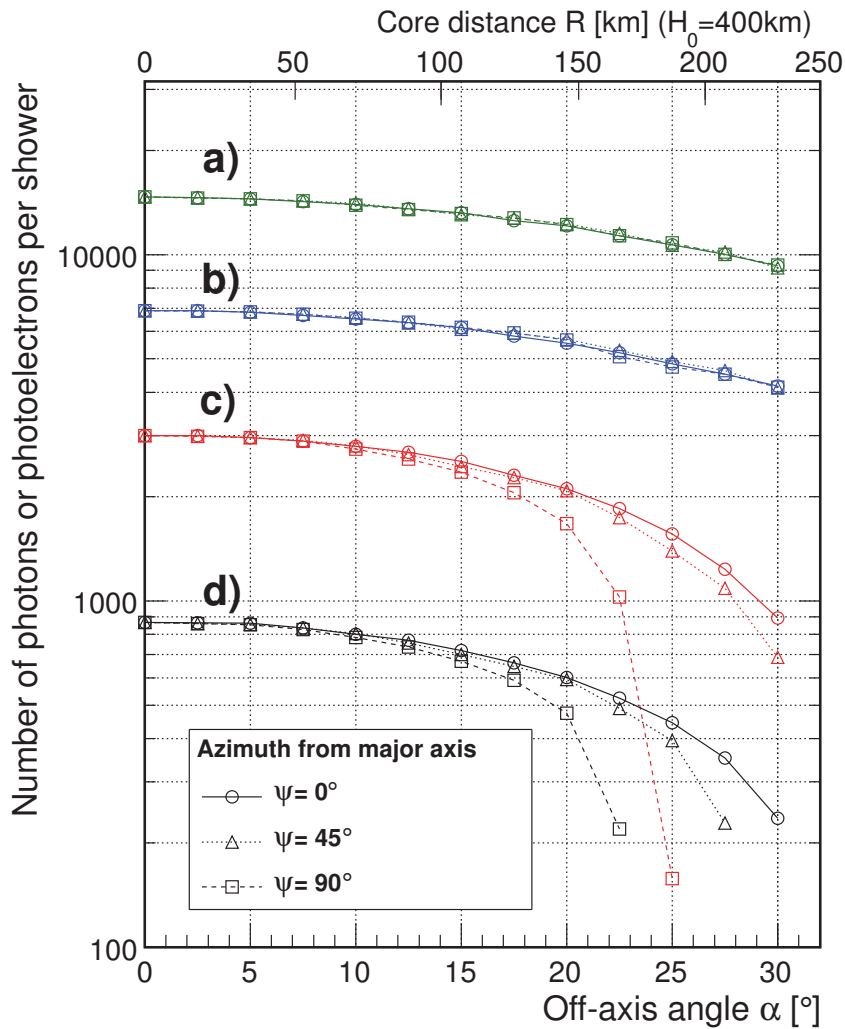 Core distance R [km] (H_0=400km)
0 50 100 150 200 250
Number of photons or photoelectrons per shower
a)
10000
b)
c)
1000
d)
Azimuth from major axis
ψ= 0°
ψ= 45°
ψ= 90°
100
0 5 10 15 20 25 30
Off-axis angle α [°]